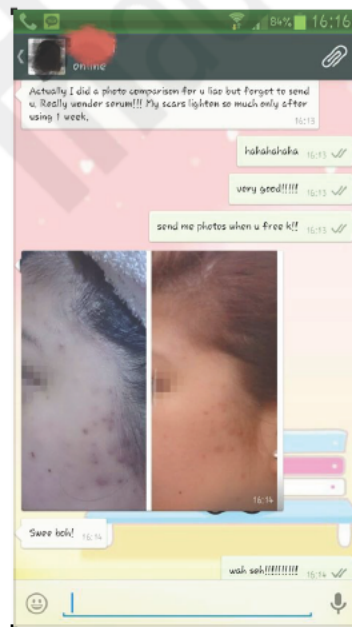 84% 16:16
online
Actually I did a photo comparison for u liao but forgot to send
u. Really wonder serum!!! My scars lighten so much only after
using 1 week.
16:13
hahahahaha 16:13
very good!!!!! 16:13
send me photos when u free k!! 16:13
16:14
Swee boh! 16:14
wah seh!!!!!!!!! 16:14